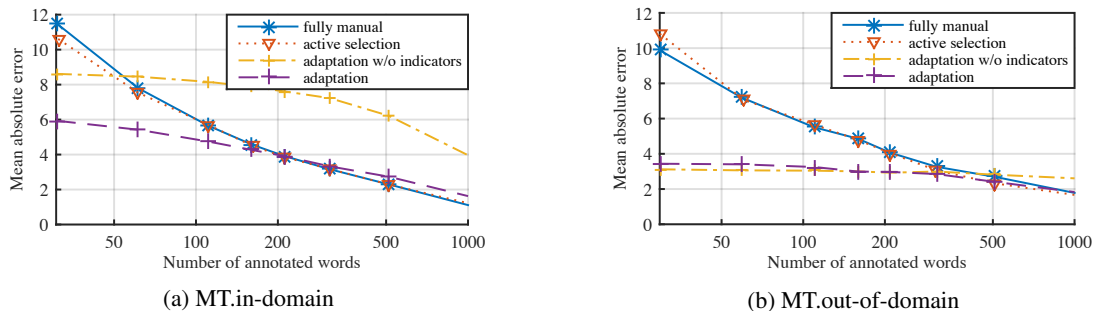 12
10
8
6
4
2
0
Mean absolute error
fully manual
active selection
adaptation w/o indicators
adaptation
50
100
200
500
1000
Number of annotated words
(a) MT.in-domain
12
10
8
6
4
2
0
Mean absolute error
fully manual
active selection
adaptation w/o indicators
adaptation
50
100
200
500
1000
Number of annotated words
(b) MT.out-of-domain